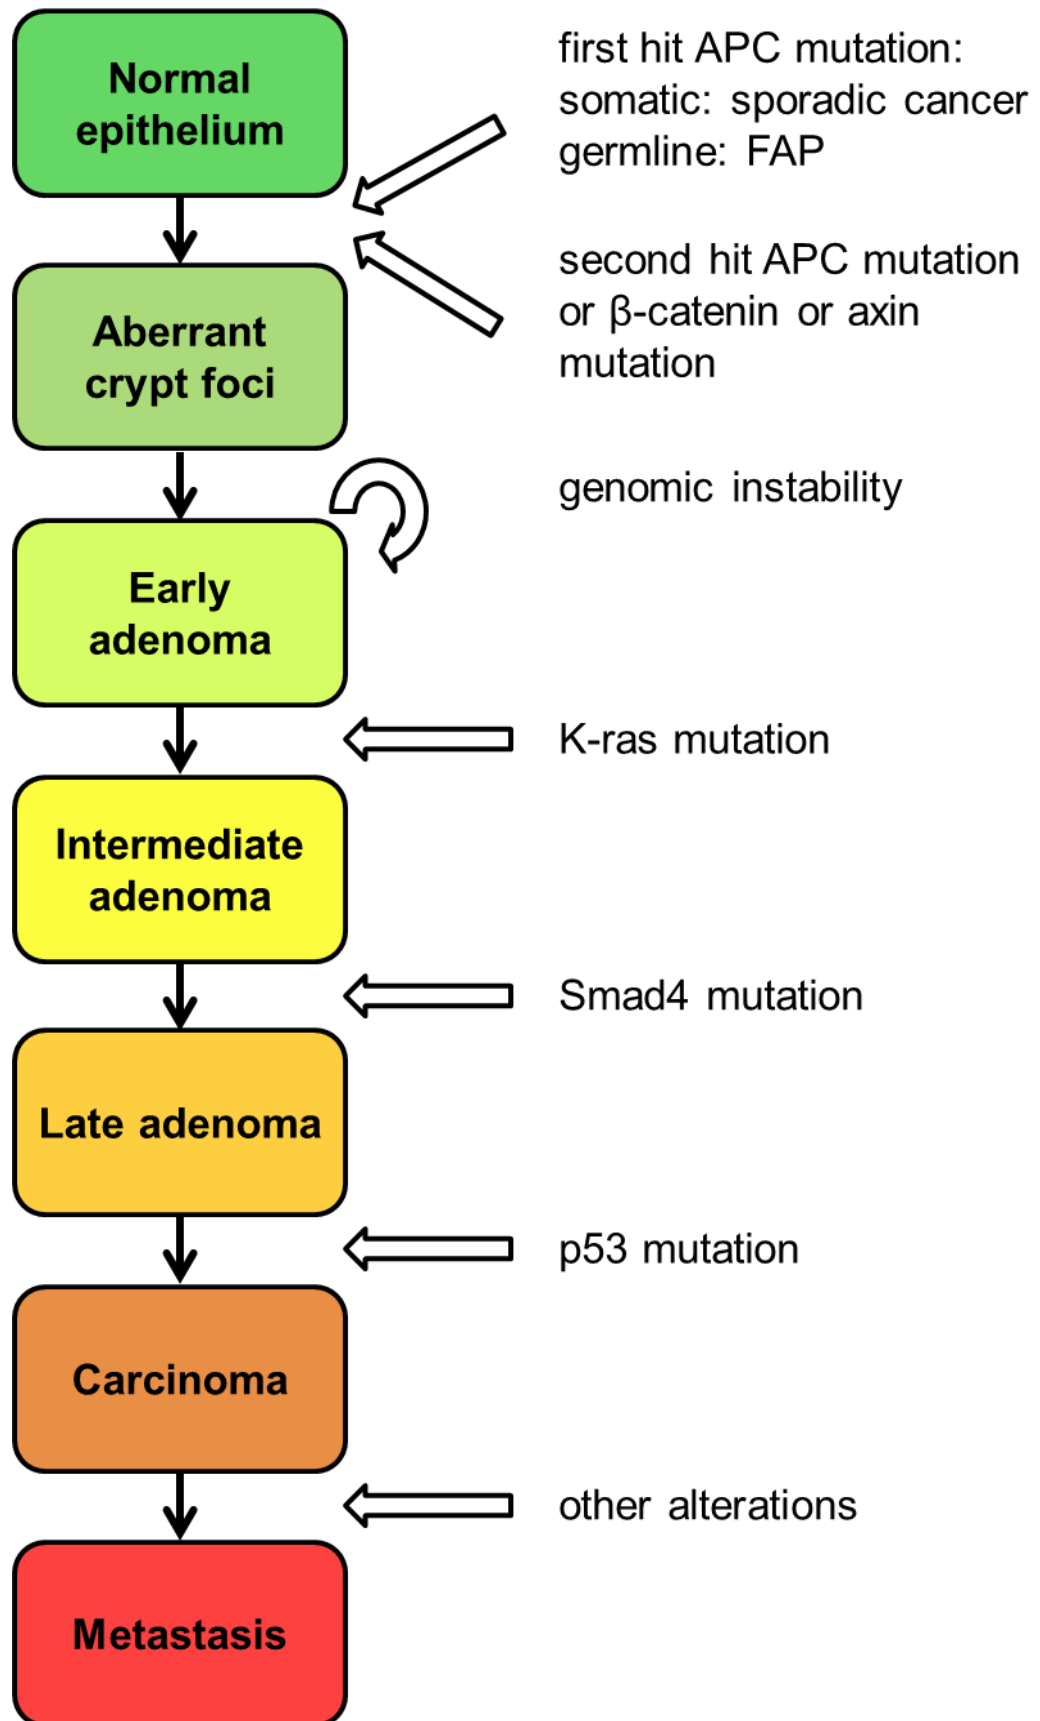 Normal
epithelium
first hit APC mutation:
somatic: sporadic cancer
germline: FAP
second hit APC mutation
or β-catenin or axin
mutation
Aberrant
crypt foci
genomic instability
Early
adenoma
K-ras mutation
Intermediate
adenoma
Smad4 mutation
Late adenoma
p53 mutation
Carcinoma
other alterations
Metastasis